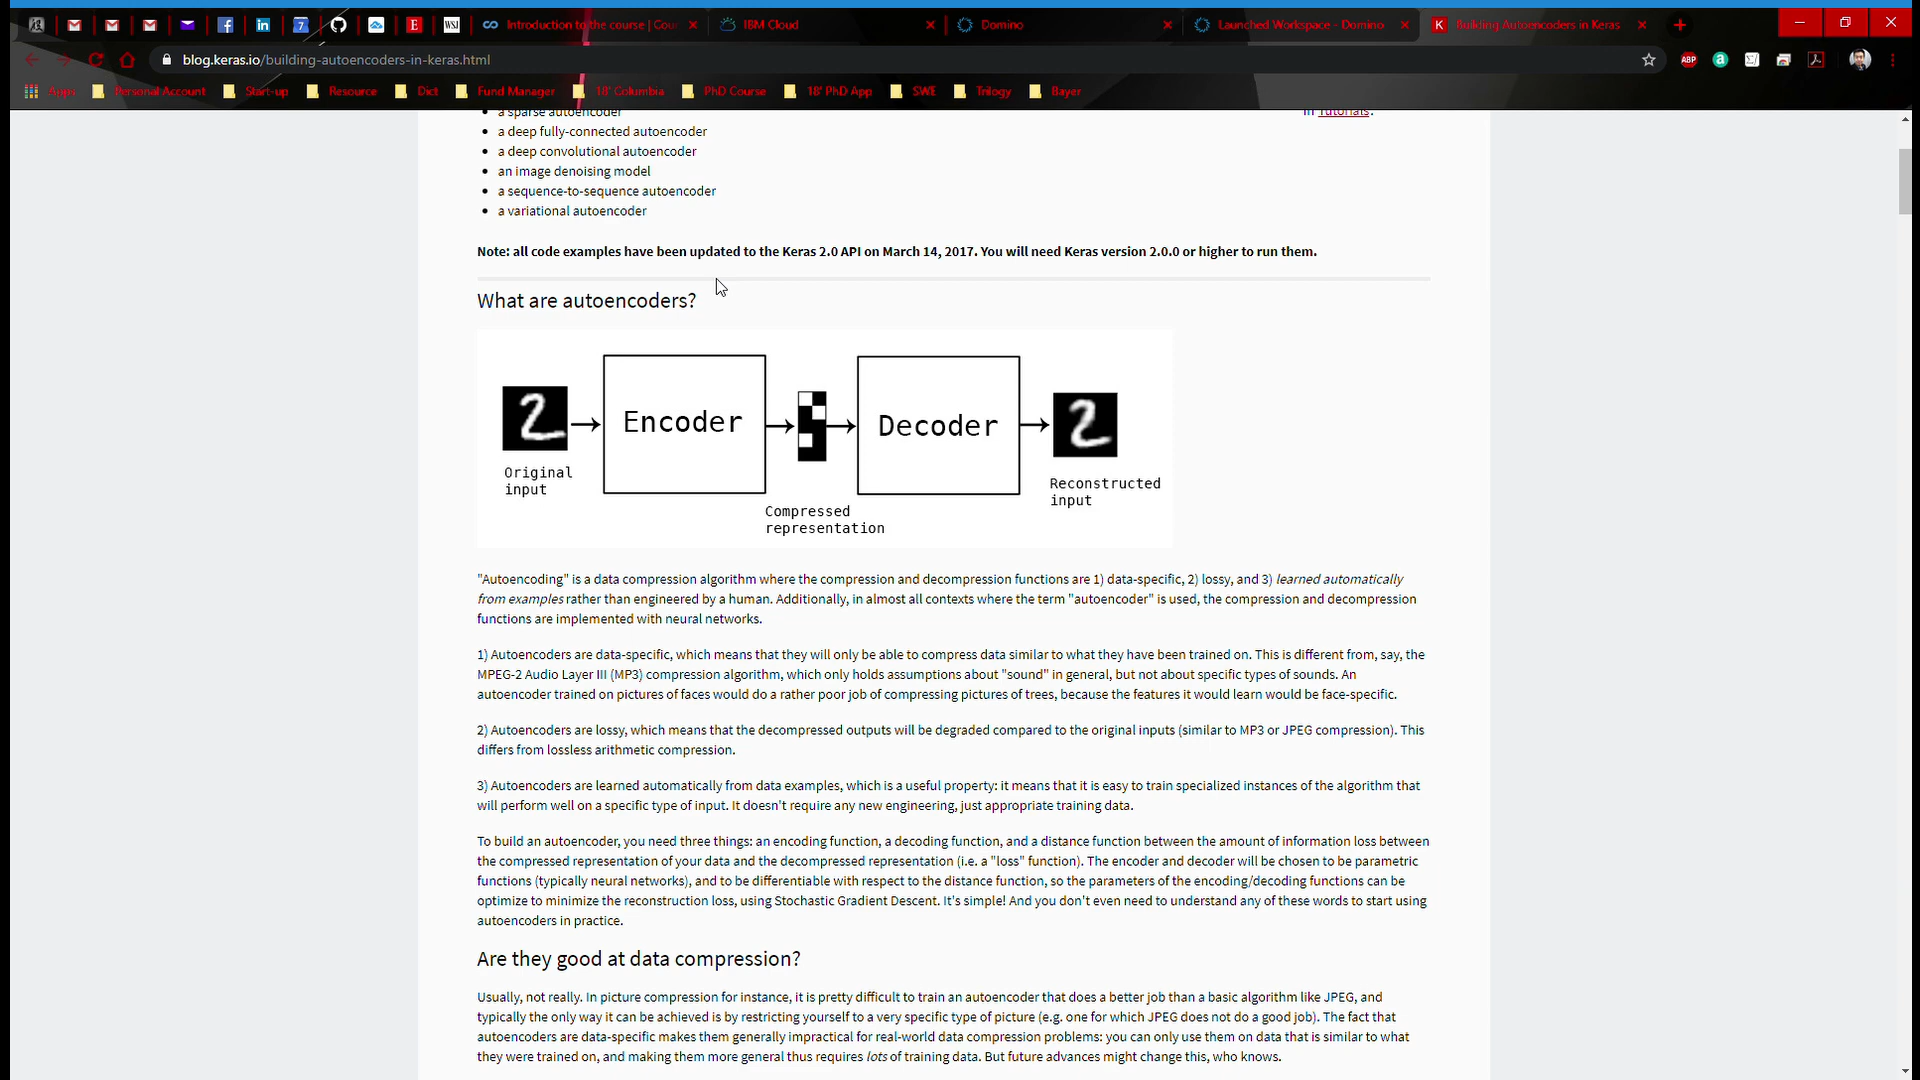 Introduction to the course | Cou
IBM Cloud
Domino
Launched Workspace - Domino
Building Autoencoders in Keras
blog.keras.io/building-autoencoders-in-keras.html
Apps Personal Account Start-up Resource Dict Fund Manager 18' Columbia PhD Course 18' PhD App SWE Trilogy Bayer
a sparse autoencoder
in Tutorials.
a deep fully-connected autoencoder
a deep convolutional autoencoder
an image denoising model
a sequence-to-sequence autoencoder
a variational autoencoder
Note: all code examples have been updated to the Keras 2.0 API on March 14, 2017. You will need Keras version 2.0.0 or higher to run them.
What are autoencoders?
Encoder
Decoder
Original
input
Compressed
representation
Reconstructed
input
"Autoencoding" is a data compression algorithm where the compression and decompression functions are 1) data-specific, 2) lossy, and 3) learned automatically
from examples rather than engineered by a human. Additionally, in almost all contexts where the term "autoencoder" is used, the compression and decompression
functions are implemented with neural networks.
1) Autoencoders are data-specific, which means that they will only be able to compress data similar to what they have been trained on. This is different from, say, the
MPEG-2 Audio Layer III (MP3) compression algorithm, which only holds assumptions about "sound" in general, but not about specific types of sounds. An
autoencoder trained on pictures of faces would do a rather poor job of compressing pictures of trees, because the features it would learn would be face-specific.
2) Autoencoders are lossy, which means that the decompressed outputs will be degraded compared to the original inputs (similar to MP3 or JPEG compression). This
differs from lossless arithmetic compression.
3) Autoencoders are learned automatically from data examples, which is a useful property: it means that it is easy to train specialized instances of the algorithm that
will perform well on a specific type of input. It doesn't require any new engineering, just appropriate training data.
To build an autoencoder, you need three things: an encoding function, a decoding function, and a distance function between the amount of information loss between
the compressed representation of your data and the decompressed representation (i.e. a "loss" function). The encoder and decoder will be chosen to be parametric
functions (typically neural networks), and to be differentiable with respect to the distance function, so the parameters of the encoding/decoding functions can be
optimize to minimize the reconstruction loss, using Stochastic Gradient Descent. It's simple! And you don't even need to understand any of these words to start using
autoencoders in practice.
Are they good at data compression?
Usually, not really. In picture compression for instance, it is pretty difficult to train an autoencoder that does a better job than a basic algorithm like JPEG, and
typically the only way it can be achieved is by restricting yourself to a very specific type of picture (e.g. one for which JPEG does not do a good job). The fact that
autoencoders are data-specific makes them generally impractical for real-world data compression problems: you can only use them on data that is similar to what
they were trained on, and making them more general thus requires lots of training data. But future advances might change this, who knows.